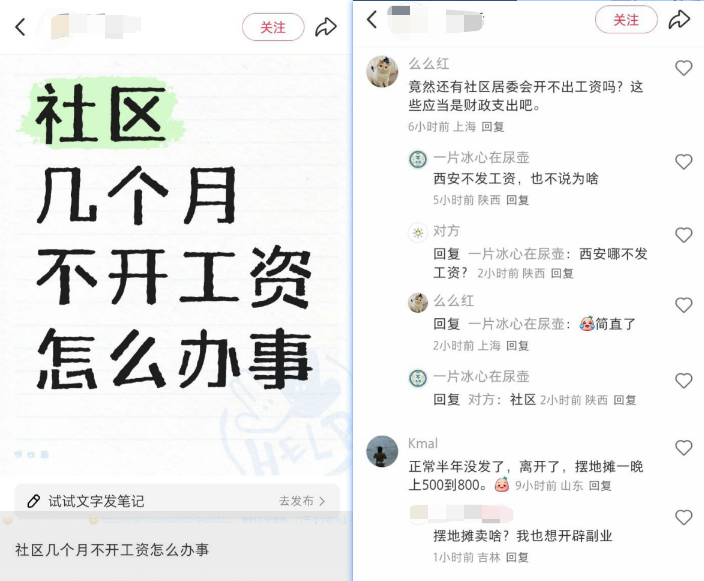 关注
社区
几个月
不开工资
怎么办事
HELP
试试文字发笔记
去发布 >
社区几个月不开工资怎么办事
关注
么么红
竟然还有社区居委会开不出工资吗？这
些应当是财政支出吧。
6小时前 上海 回复
一片冰心在尿壶
西安不发工资，也不说为啥
5小时前 陕西 回复
对方
回复 一片冰心在尿壶：西安哪不发
工资？ 2小时前 陕西 回复
么么红
回复 一片冰心在尿壶：简直了
2小时前 上海 回复
一片冰心在尿壶
回复 对方：社区 2小时前 陕西 回复
Kmal
正常半年没发了，离开了，摆地摊一晚
上500到800。 9小时前 山东 回复
摆地摊卖啥？我也想开辟副业
1小时前 吉林 回复